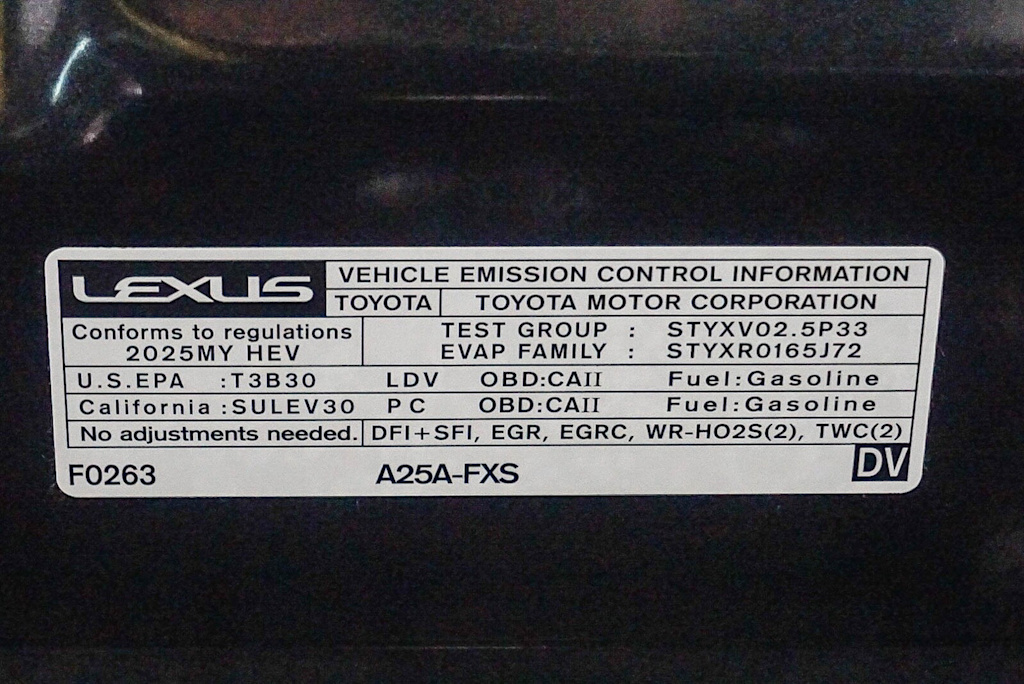 LEXUS VEHICLE EMISSION CONTROL INFORMATION
TOYOTA TOYOTA MOTOR CORPORATION
Conforms to regulations TEST GROUP : STYXV02.5P33
2025MY HEV EVAP FAMILY : STYXR0165J72
U.S.EPA :T3B30 LDV OBD:CAII Fuel:Gasoline
California :SULEV30 PC OBD:CAII Fuel:Gasoline
No adjustments needed. DFI+SFI, EGR, EGRC, WR-HO2S(2), TWC(2)
F0263 A25A-FXS DV